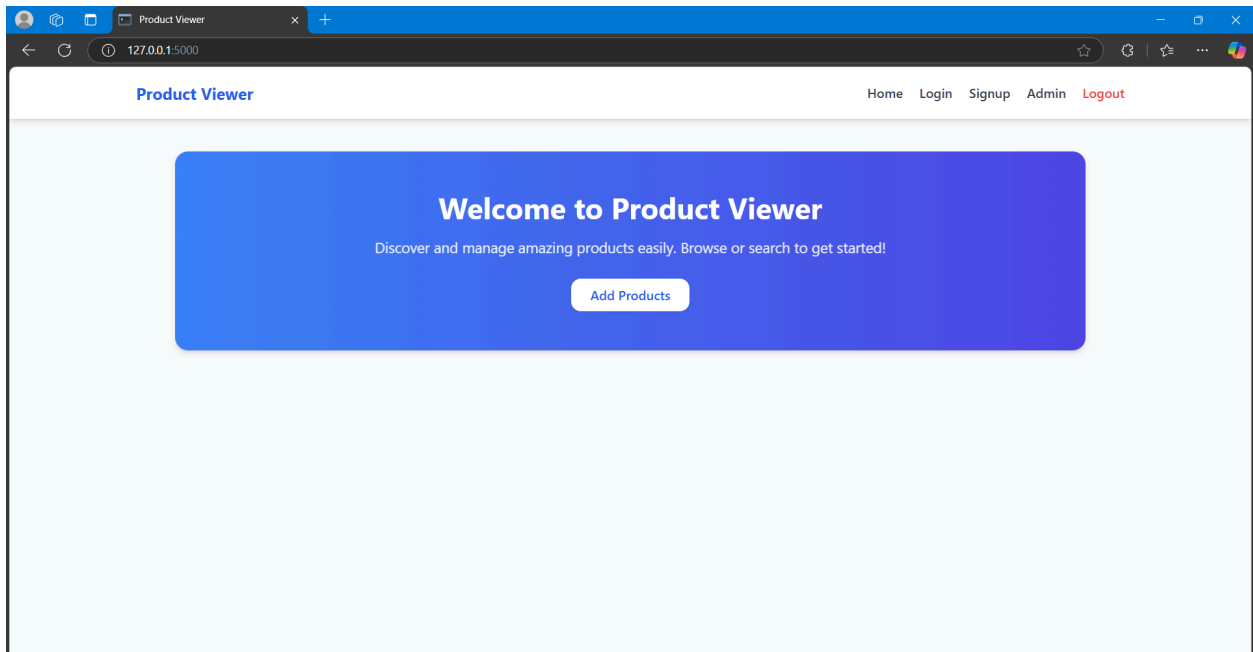 Product Viewer
127.0.0.1:5000
Product Viewer
Home Login Signup Admin Logout
Welcome to Product Viewer
Discover and manage amazing products easily. Browse or search to get started!
Add Products